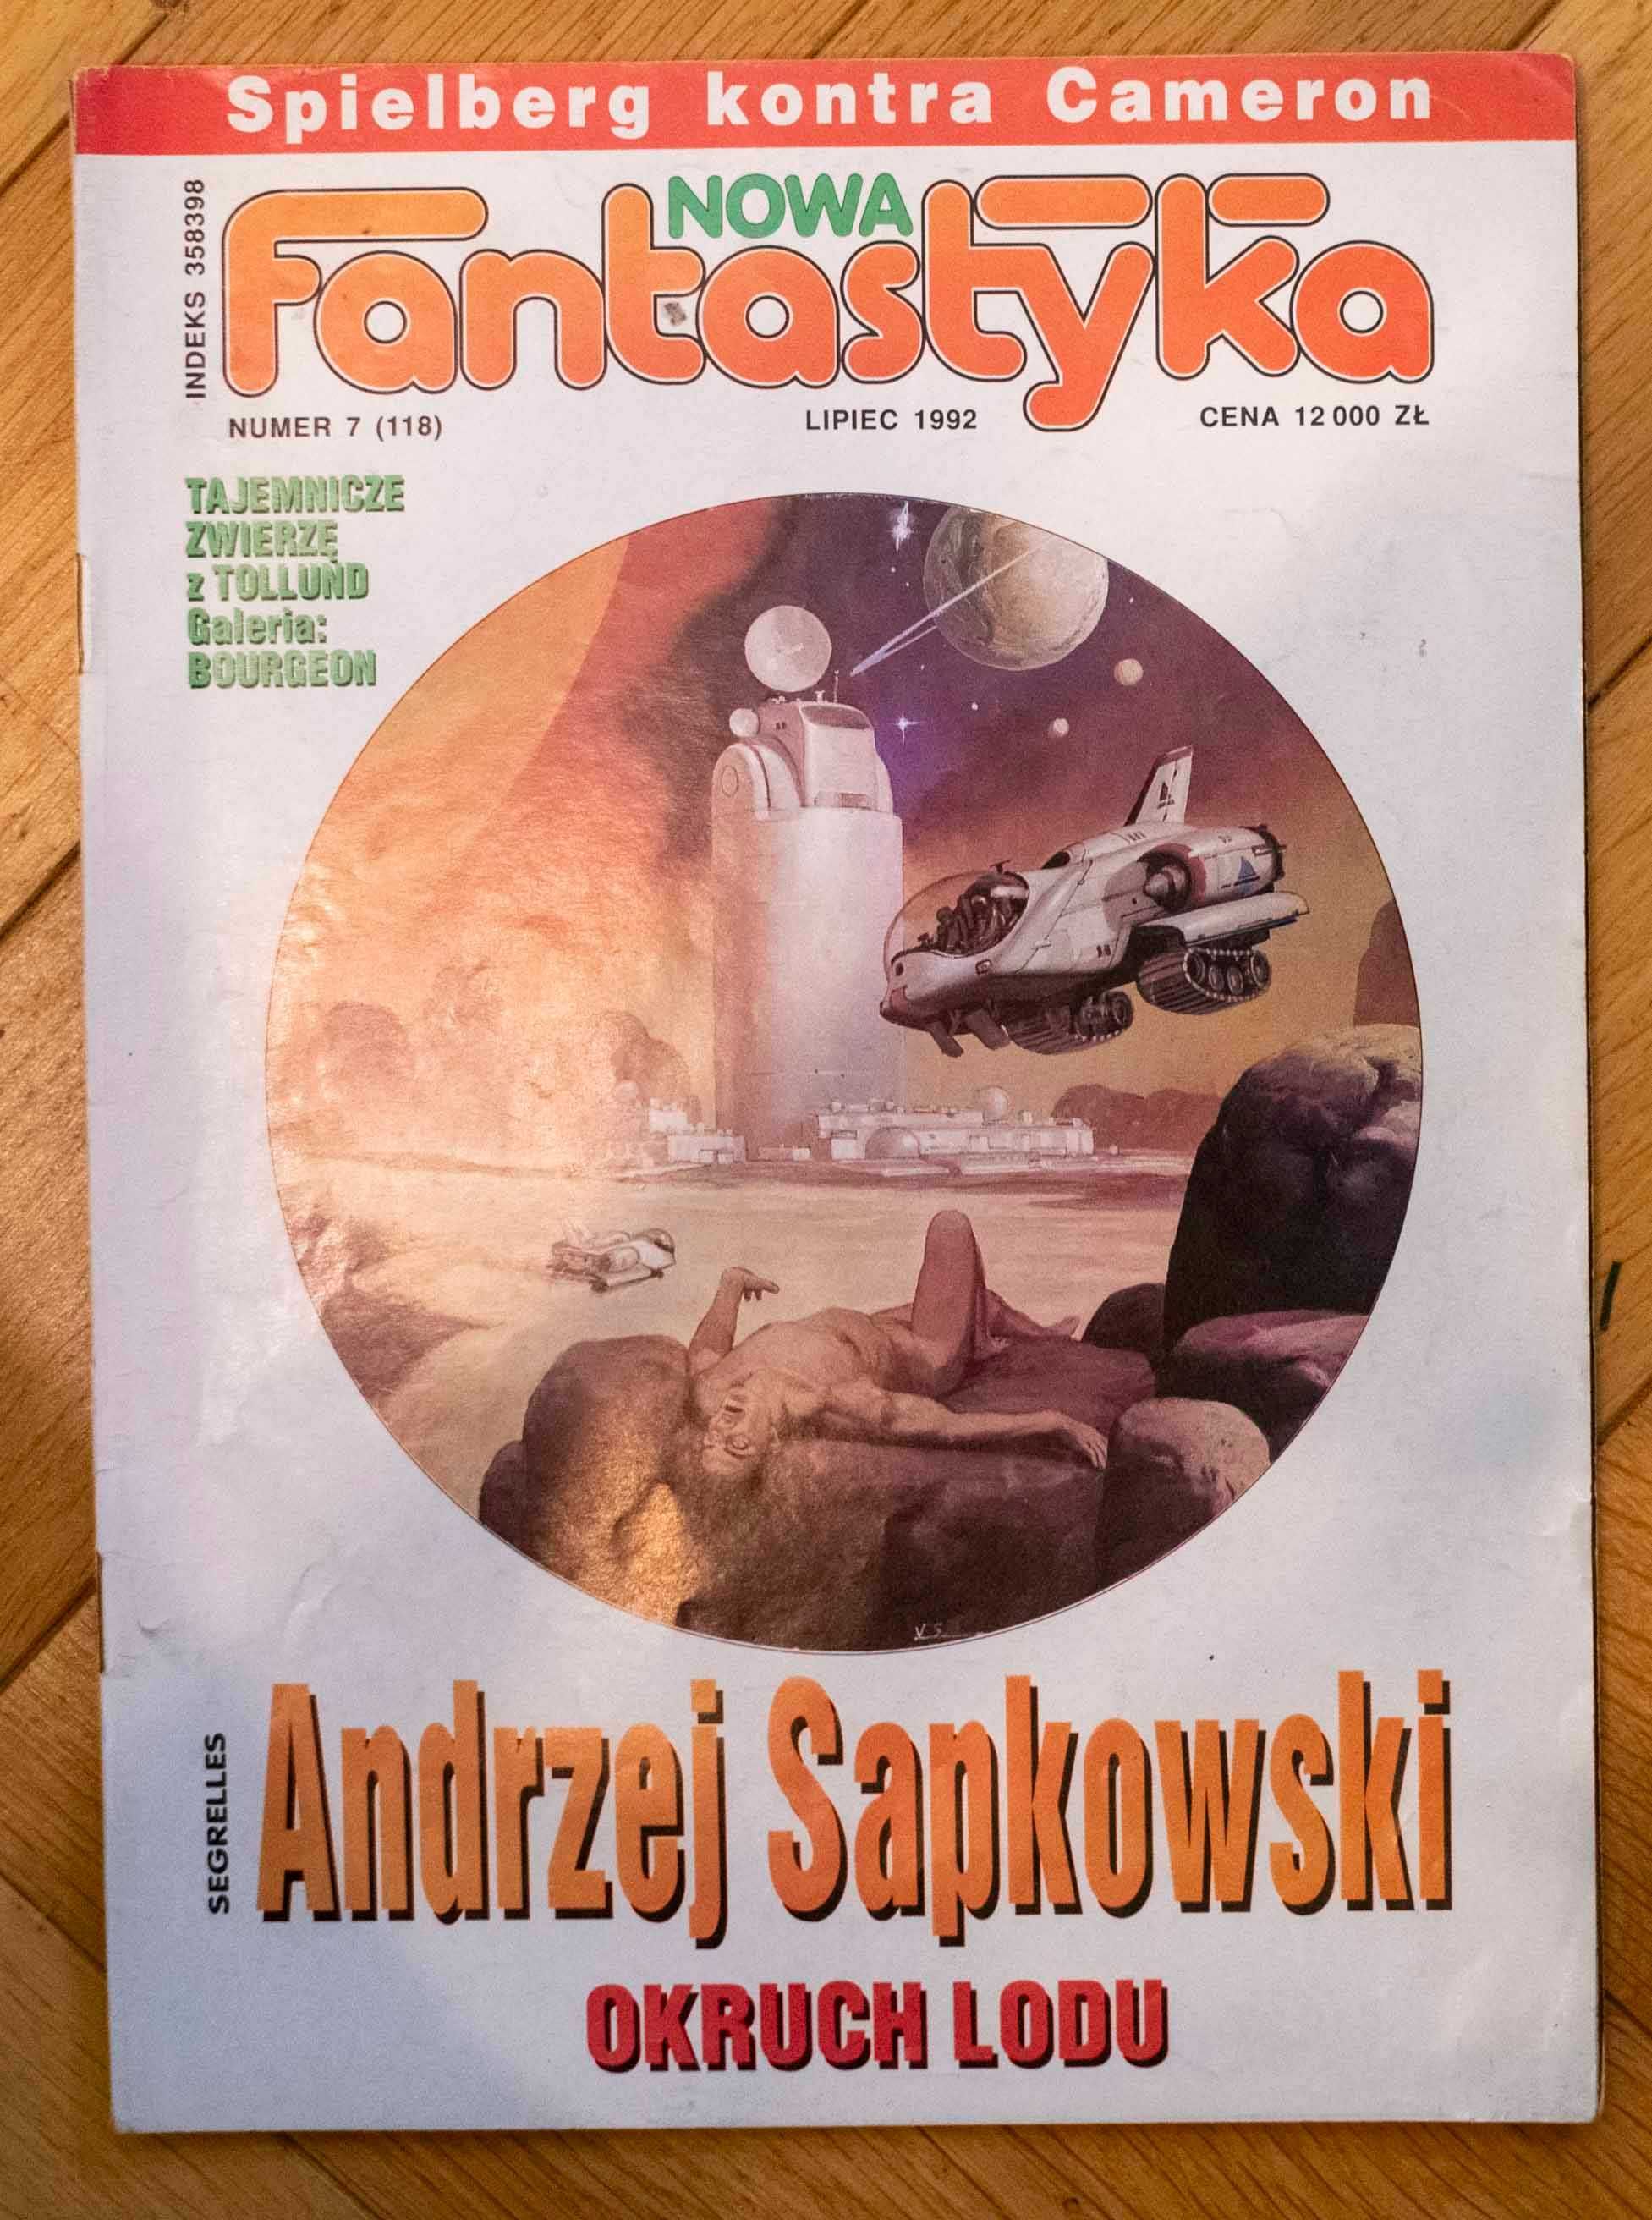 Spielberg kontra Cameron
NOWA
Fantastyka
INDEKS 358398
NUMER 7 (118)
LIPIEC 1992
CENA 12 000 ZŁ
TAJEMNICZE
ZWIERZĘ
z TOLLUND
Galeria:
BOURGEON
V S
SEGRELLES
Andrzej Sapkowski
OKRUCH LODU